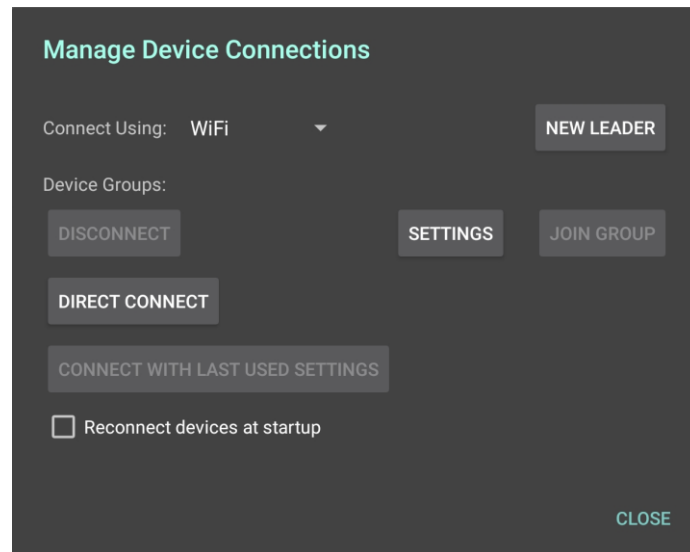 Manage Device Connections
Connect Using: WiFi NEW LEADER
Device Groups:
DISCONNECT SETTINGS JOIN GROUP
DIRECT CONNECT
CONNECT WITH LAST USED SETTINGS
Reconnect devices at startup
CLOSE